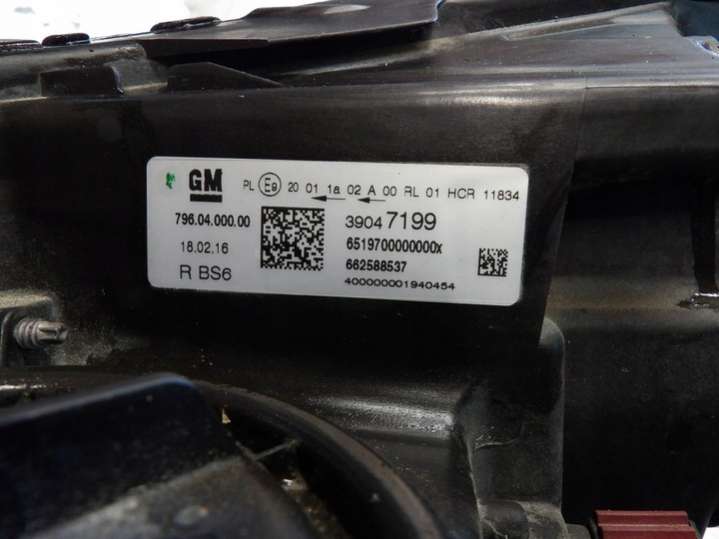 GM PL E9 20 01 1a 02 A 00 RL 01 HCR 11834
796.04.000.00
18.02.16
R BS6
39047199
6519700000000x
662588537
400000001940454